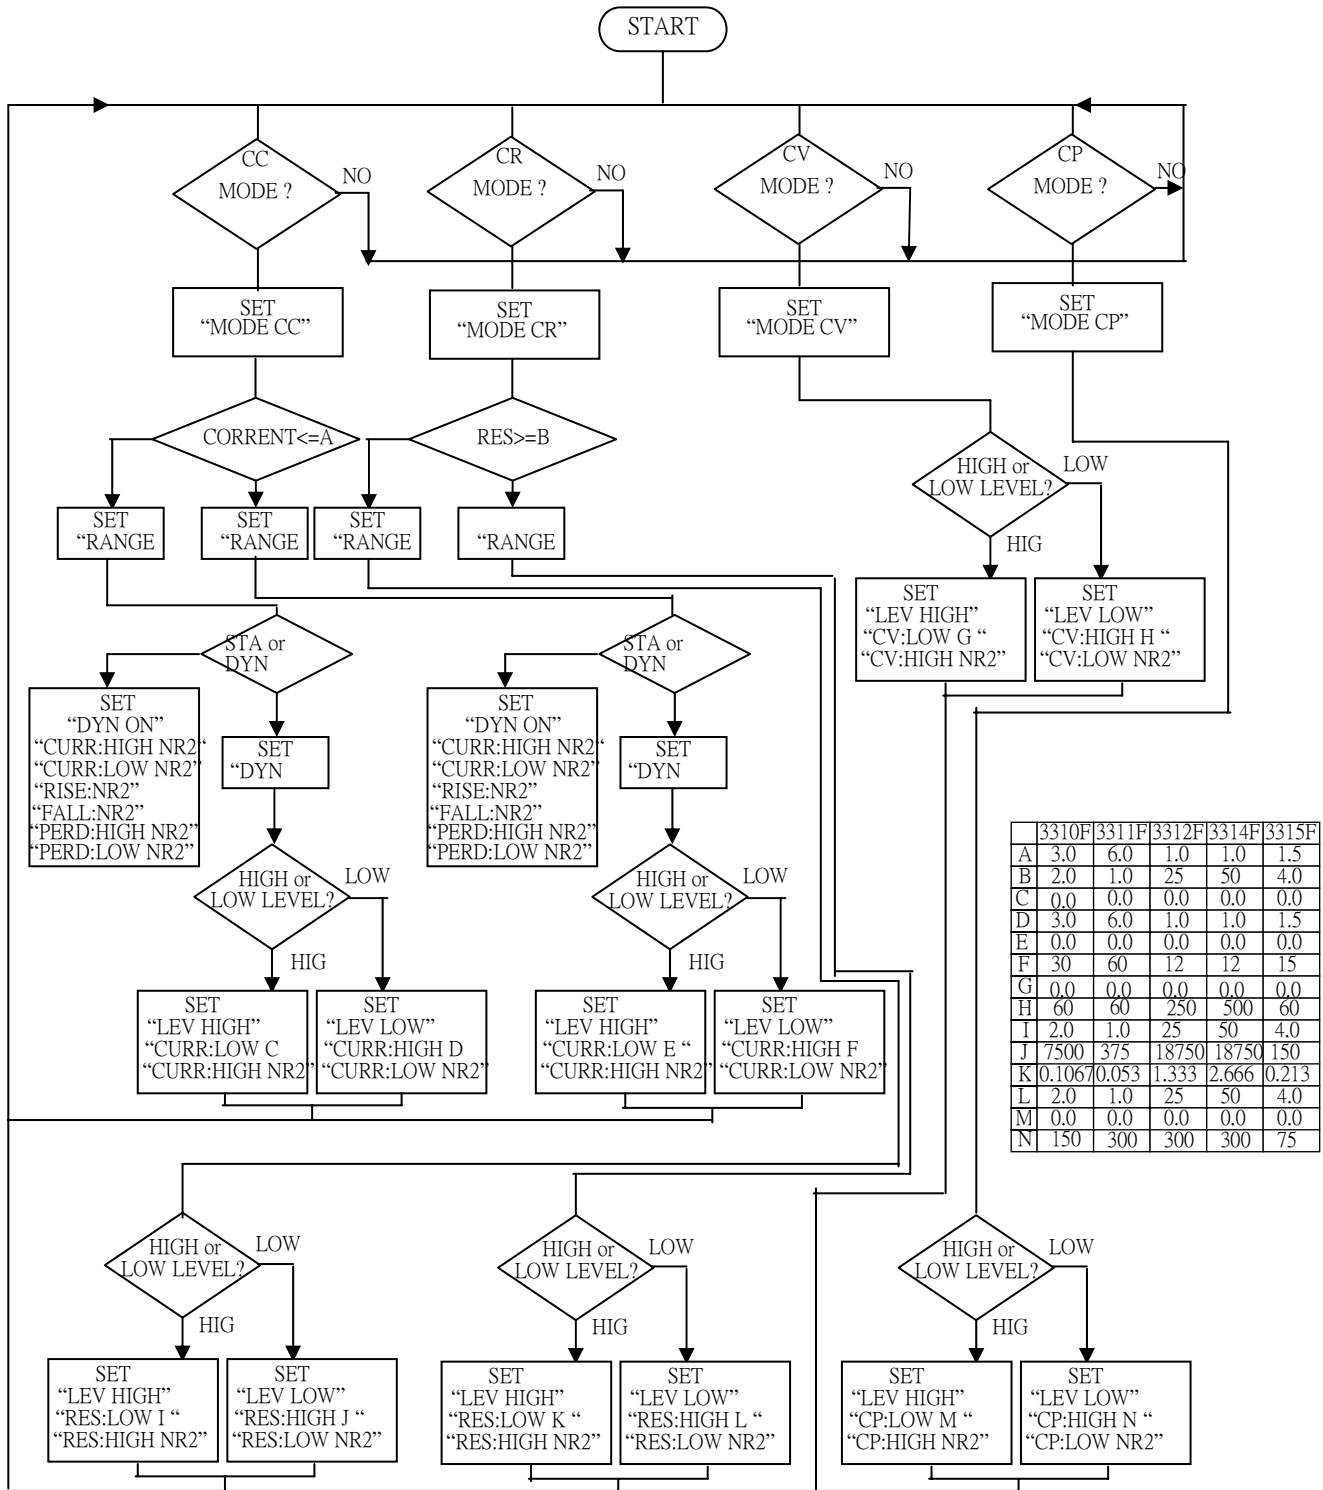 START
CC
MODE ?
NO
CR
MODE ?
NO
CV
MODE ?
NO
CP
MODE ?
NO
SET
“MODE CC”
SET
“MODE CR”
SET
“MODE CV”
SET
“MODE CP”
CORRENT<=A
RES>=B
HIGH or
LOW LEVEL?
LOW
HIG
SET
“RANGE
SET
“RANGE
SET
“RANGE
“RANGE
SET
“LEV HIGH”
“CV:LOW G “
“CV:HIGH NR2”
SET
“LEV LOW”
“CV:HIGH H “
“CV:LOW NR2”
STA or
DYN
STA or
DYN
SET
“DYN ON”
“CURR:HIGH NR2“
“CURR:LOW NR2”
“RISE:NR2”
“FALL:NR2”
“PERD:HIGH NR2”
“PERD:LOW NR2”
SET
“DYN
SET
“DYN ON”
“CURR:HIGH NR2“
“CURR:LOW NR2”
“RISE:NR2”
“FALL:NR2”
“PERD:HIGH NR2”
“PERD:LOW NR2”
SET
“DYN
HIGH or
LOW LEVEL?
LOW
HIG
HIGH or
LOW LEVEL?
LOW
HIG
SET
“LEV HIGH”
“CURR:LOW C
“CURR:HIGH NR2”
SET
“LEV LOW”
“CURR:HIGH D
“CURR:LOW NR2”
SET
“LEV HIGH”
“CURR:LOW E “
“CURR:HIGH NR2”
SET
“LEV LOW”
“CURR:HIGH F
“CURR:LOW NR2”
3310F 3311F 3312F 3314F 3315F
A 3.0 6.0 1.0 1.0 1.5
B 2.0 1.0 25 50 4.0
C 0.0 0.0 0.0 0.0 0.0
D 3.0 6.0 1.0 1.0 1.5
E 0.0 0.0 0.0 0.0 0.0
F 30 60 12 12 15
G 0.0 0.0 0.0 0.0 0.0
H 60 60 250 500 60
I 2.0 1.0 25 50 4.0
J 7500 375 18750 18750 150
K 0.1067 0.053 1.333 2.666 0.213
L 2.0 1.0 25 50 4.0
M 0.0 0.0 0.0 0.0 0.0
N 150 300 300 300 75
HIGH or
LOW LEVEL?
LOW
HIG
HIGH or
LOW LEVEL?
LOW
HIG
HIGH or
LOW LEVEL?
LOW
HIG
SET
“LEV HIGH”
“RES:LOW I “
“RES:HIGH NR2”
SET
“LEV LOW”
“RES:HIGH J “
“RES:LOW NR2”
SET
“LEV HIGH”
“RES:LOW K “
“RES:HIGH NR2”
SET
“LEV LOW”
“RES:HIGH L “
“RES:LOW NR2”
SET
“LEV HIGH”
“CP:LOW M “
“CP:HIGH NR2”
SET
“LEV LOW”
“CP:HIGH N “
“CP:LOW NR2”